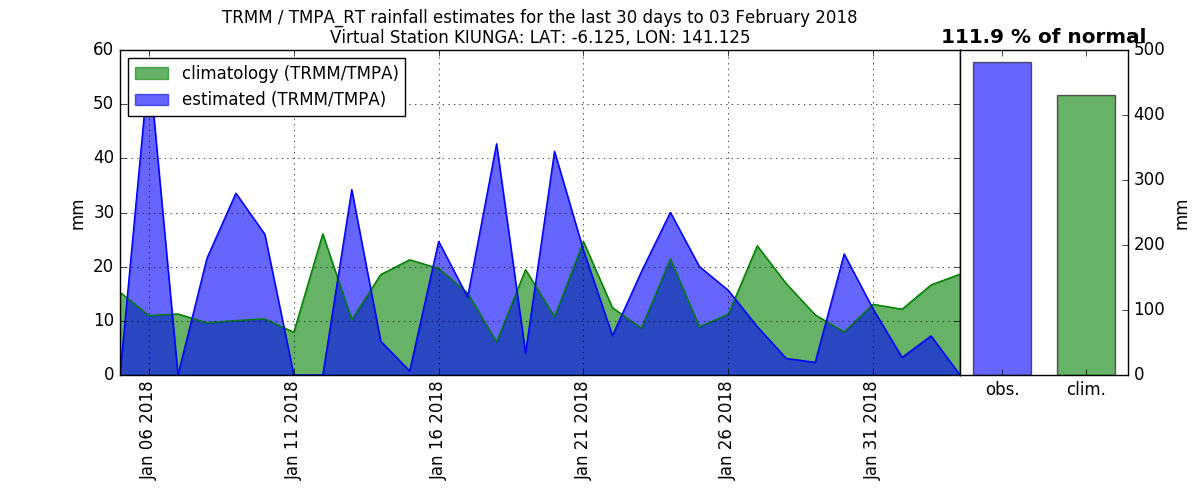 TRMM / TMPA_RT rainfall estimates for the last 30 days to 03 February 2018
Virtual Station KIUNGA: LAT: -6.125, LON: 141.125
111.9 % of normal
climatology (TRMM/TMPA)
estimated (TRMM/TMPA)
60
50
40
30
20
10
0
mm
Jan 06 2018
Jan 11 2018
Jan 16 2018
Jan 21 2018
Jan 26 2018
Jan 31 2018
obs.
clim.
500
400
300
200
100
0
mm